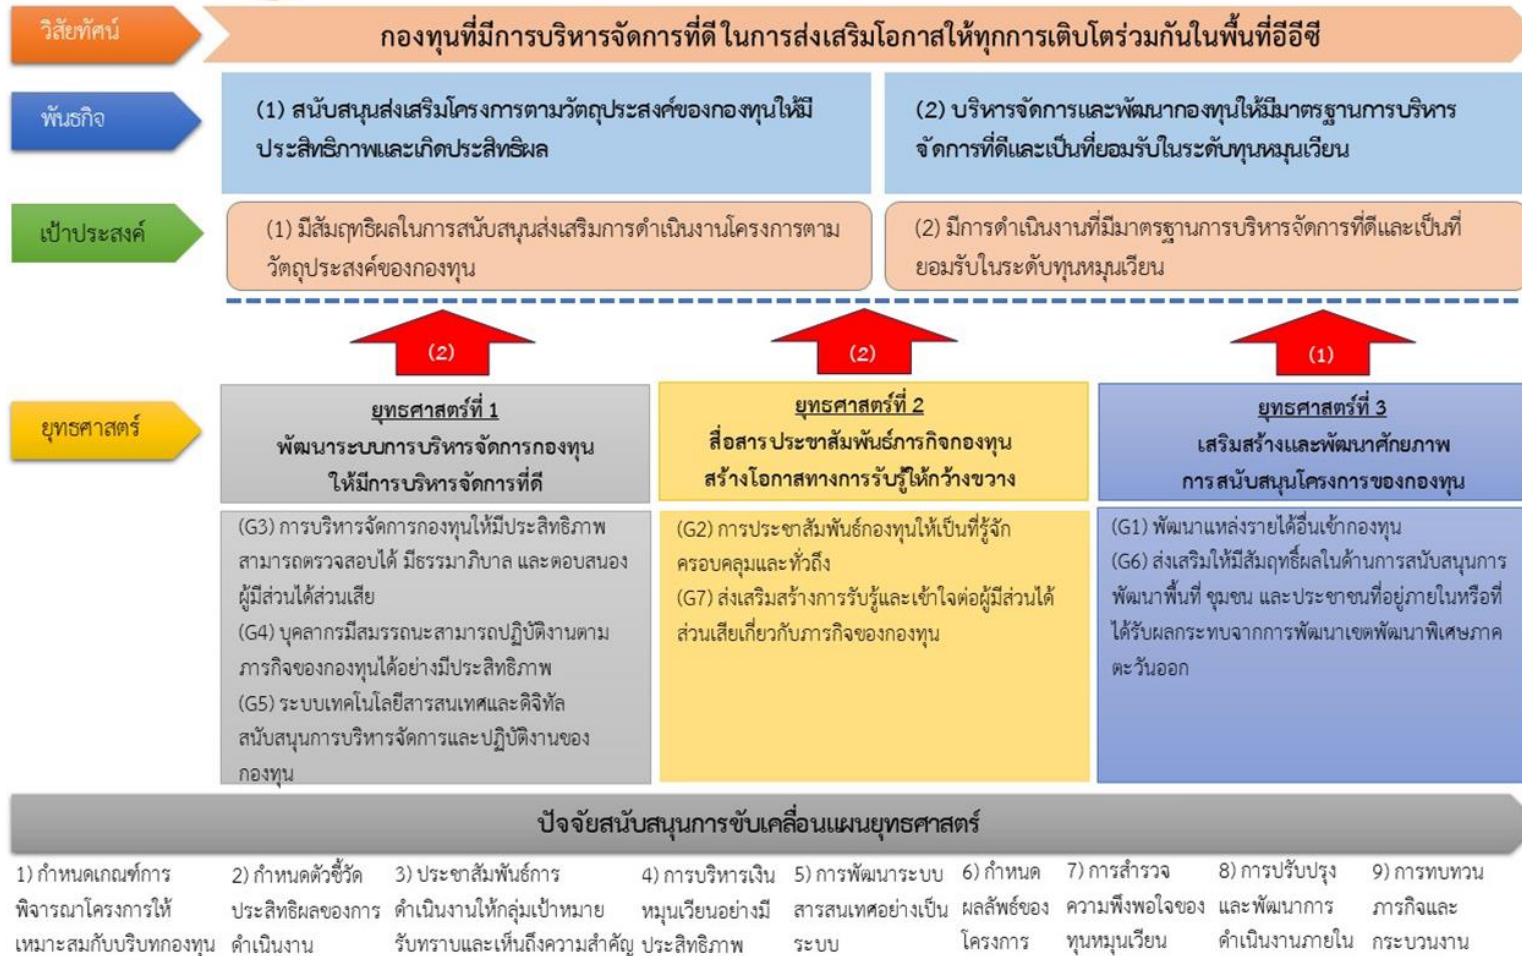 วิสัยทัศน์
กองทุนที่มีการบริหารจัดการที่ดี ในการส่งเสริมโอกาสให้ทุกการเติบโตร่วมกันในพื้นที่อีอีซี
พันธกิจ
(1) สนับสนุนส่งเสริมโครงการตามวัตถุประสงค์ของกองทุนให้มี
ประสิทธิภาพและเกิดประสิทธิผล
(2) บริหารจัดการและพัฒนากองทุนให้มีมาตรฐานการบริหาร
จัดการที่ดีและเป็นที่ยอมรับในระดับทุนหมุนเวียน
เป้าประสงค์
(1) มีสัมฤทธิผลในการสนับสนุนส่งเสริมการดำเนินงานโครงการตาม
วัตถุประสงค์ของกองทุน
(2) มีการดำเนินงานที่มีมาตรฐานการบริหารจัดการที่ดีและเป็นที่
ยอมรับในระดับทุนหมุนเวียน
(2)
(2)
(1)
ยุทธศาสตร์
ยุทธศาสตร์ที่ 1
พัฒนาระบบการบริหารจัดการกองทุน
ให้มีการบริหารจัดการที่ดี
(G3) การบริหารจัดการกองทุนให้มีประสิทธิภาพ
สามารถตรวจสอบได้ มีธรรมาภิบาล และตอบสนอง
ผู้มีส่วนได้ส่วนเสีย
(G4) บุคลากรมีสมรรถนะสามารถปฏิบัติงานตาม
ภารกิจของกองทุนได้อย่างมีประสิทธิภาพ
(G5) ระบบเทคโนโลยีสารสนเทศและดิจิทัล
สนับสนุนการบริหารจัดการและปฏิบัติงานของ
กองทุน
ยุทธศาสตร์ที่ 2
สื่อสาร ประชาสัมพันธ์ภารกิจกองทุน
สร้างโอกาสทางการรับรู้ให้กว้างขวาง
(G2) การประชาสัมพันธ์กองทุนให้เป็นที่รู้จัก
ครอบคลุมและทั่วถึง
(G7) ส่งเสริมสร้างการรับรู้และเข้าใจต่อผู้มีส่วนได้
ส่วนเสียเกี่ยวกับภารกิจของกองทุน
ยุทธศาสตร์ที่ 3
เสริมสร้างและพัฒนาศักยภาพ
การสนับสนุนโครงการของกองทุน
(G1) พัฒนาแหล่งรายได้อื่นเข้ากองทุน
(G6) ส่งเสริมให้มีสัมฤทธิ์ผลในด้านการสนับสนุนการ
พัฒนาพื้นที่ ชุมชน และประชาชนที่อยู่ภายในหรือที่
ได้รับผลกระทบจากการพัฒนาเขตพัฒนาพิเศษภาค
ตะวันออก
ปัจจัยสนับสนุนการขับเคลื่อนแผนยุทธศาสตร์
1) กำหนดเกณฑ์การ
พิจารณาโครงการให้
เหมาะสมกับบริบทกองทุน
2) กำหนดตัวชี้วัด
ประสิทธิผลของการ
ดำเนินงาน
3) ประชาสัมพันธ์การ
ดำเนินงานให้กลุ่มเป้าหมาย
รับทราบและเห็นถึงความสำคัญ
4) การบริหารเงิน
หมุนเวียนอย่างมี
ประสิทธิภาพ
5) การพัฒนาระบบ
สารสนเทศอย่างเป็น
ระบบ
6) กำหนด
ผลลัพธ์ของ
โครงการ
7) การสำรวจ
ความพึงพอใจของ
ทุนหมุนเวียน
8) การปรับปรุง
และพัฒนาการ
ดำเนินงานภายใน
9) การทบทวน
ภารกิจและ
กระบวนงาน